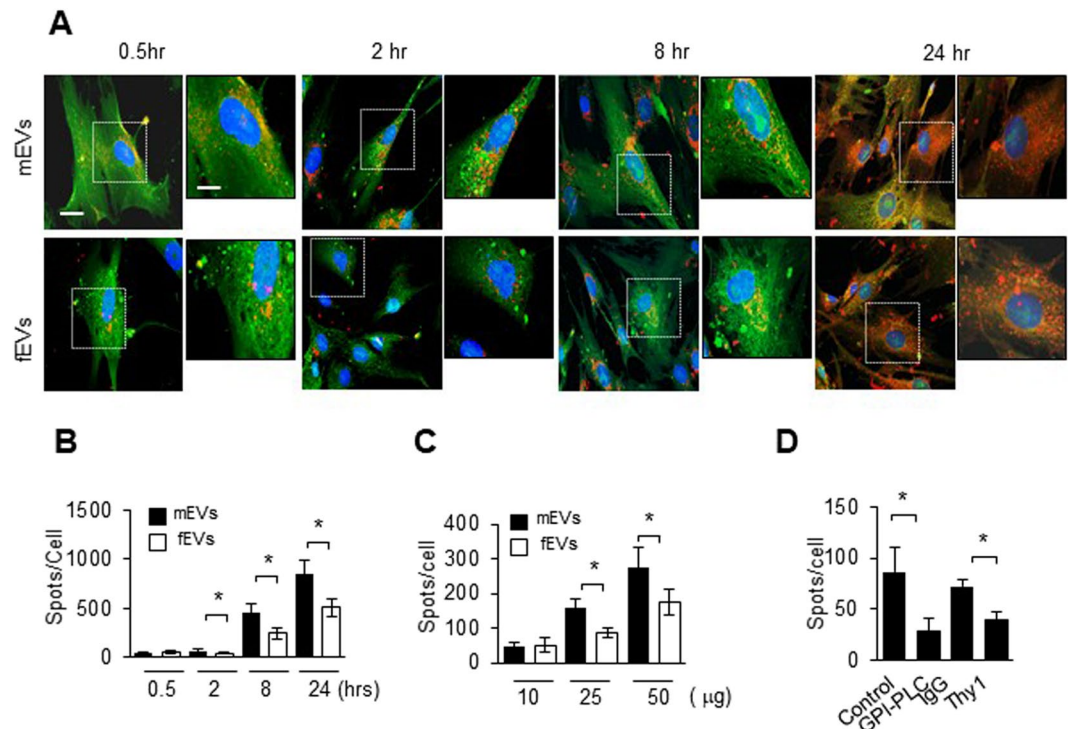 A
0.5hr 2 hr 8 hr 24 hr
mEVs
fEVs
B
Spots/Cell
1500
1000
500
0
mEVs
fEVs
* * *
0.5 2 8 24 (hrs)
C
Spots/cell
400
300
200
100
0
mEVs
fEVs
* *
10 25 50 ( µg)
D
Spots/cell
150
100
50
0
* *
Control GPI-PLC IgG Thy1